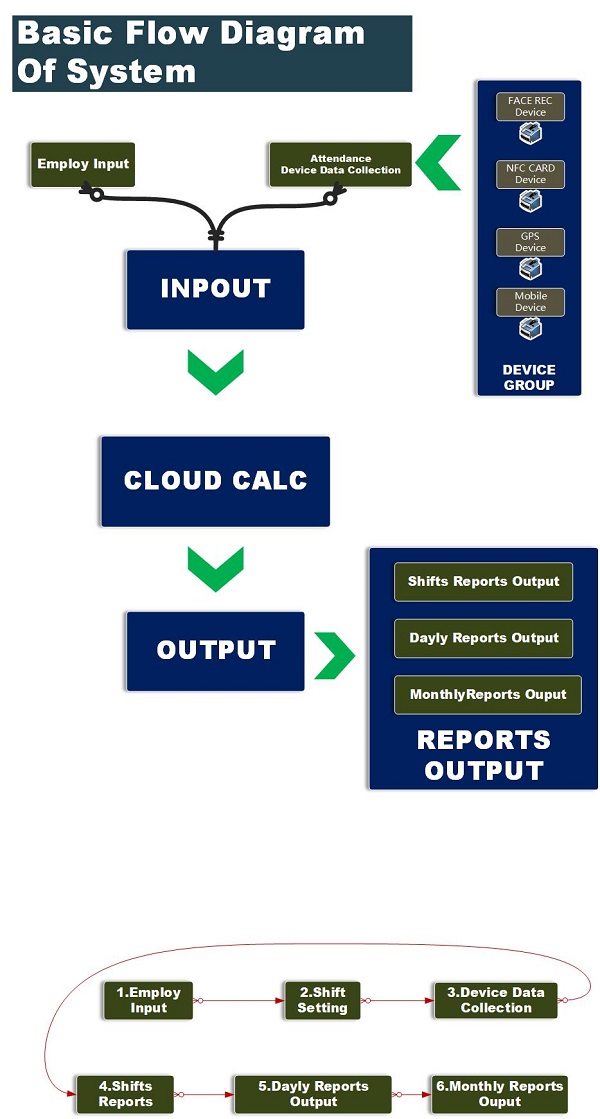 Basic Flow Diagram
Of System
Employ Input
Attendance
Device Data Collection
FACE REC
Device
NFC CARD
Device
GPS
Device
Mobile
Device
DEVICE
GROUP
INPOUT
CLOUD CALC
OUTPUT
Shifts Reports Output
Dayly Reports Output
MonthlyReports Ouput
REPORTS
OUTPUT
1.Employ
Input
2.Shift
Setting
3.Device Data
Collection
4.Shifts
Reports
5.Dayly Reports
Output
6.Monthly Reports
Ouput